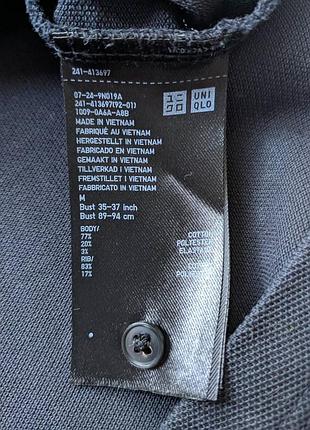 241-413697
07-24-9N019A
241-413697(92-01)
1009-0A6A-A8B
UNI
QLO
MADE IN VIETNAM
FABRIQUÉ AU VIETNAM
HERGESTELLT IN VIETNAM
FABRICADO EN VIETNAM
GEMAAKT IN VIETNAM
TILLVERKAD I VIETNAM
FREMSTILLET I VIETNAM
FABBRICATO IN VIETNAM
M
Bust 35-37 inch
Bust 89-94 cm
BODY/
77% COTTON
20% POLYESTER
3%
RIB/
83%
17%